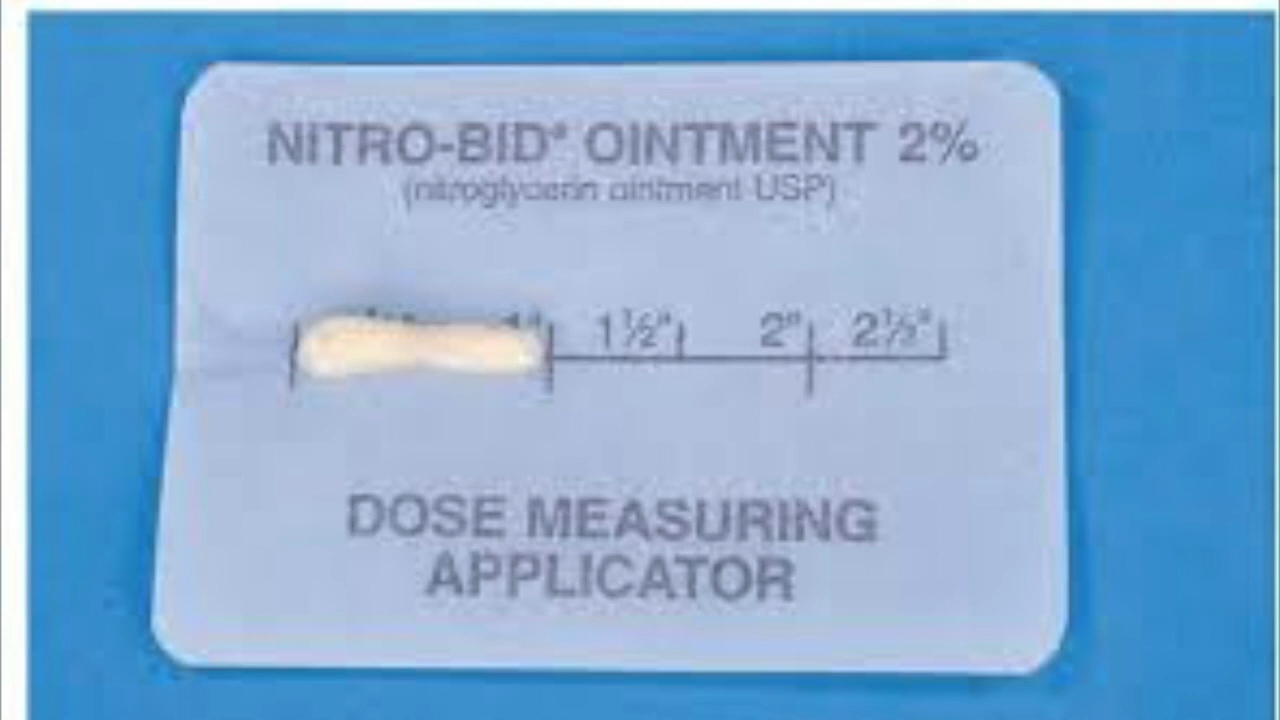 NITRO-BID® OINTMENT 2%
(nitroglycerin ointment USP)
1" 1½" 2" 2½"
DOSE MEASURING
APPLICATOR